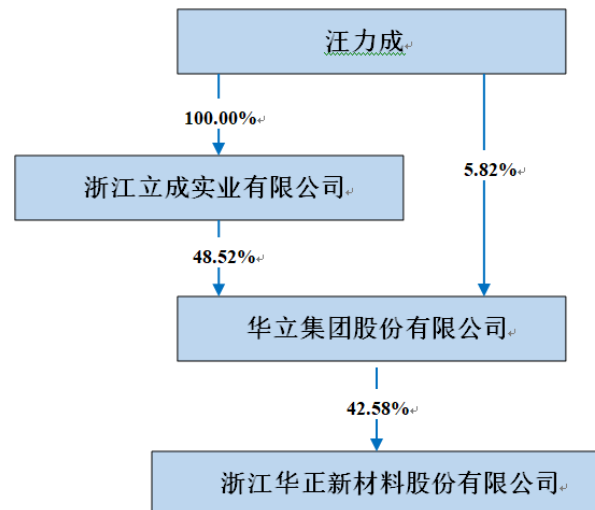 汪力成
100.00%
浙江立成实业有限公司
5.82%
48.52%
华立集团股份有限公司
42.58%
浙江华正新材料股份有限公司